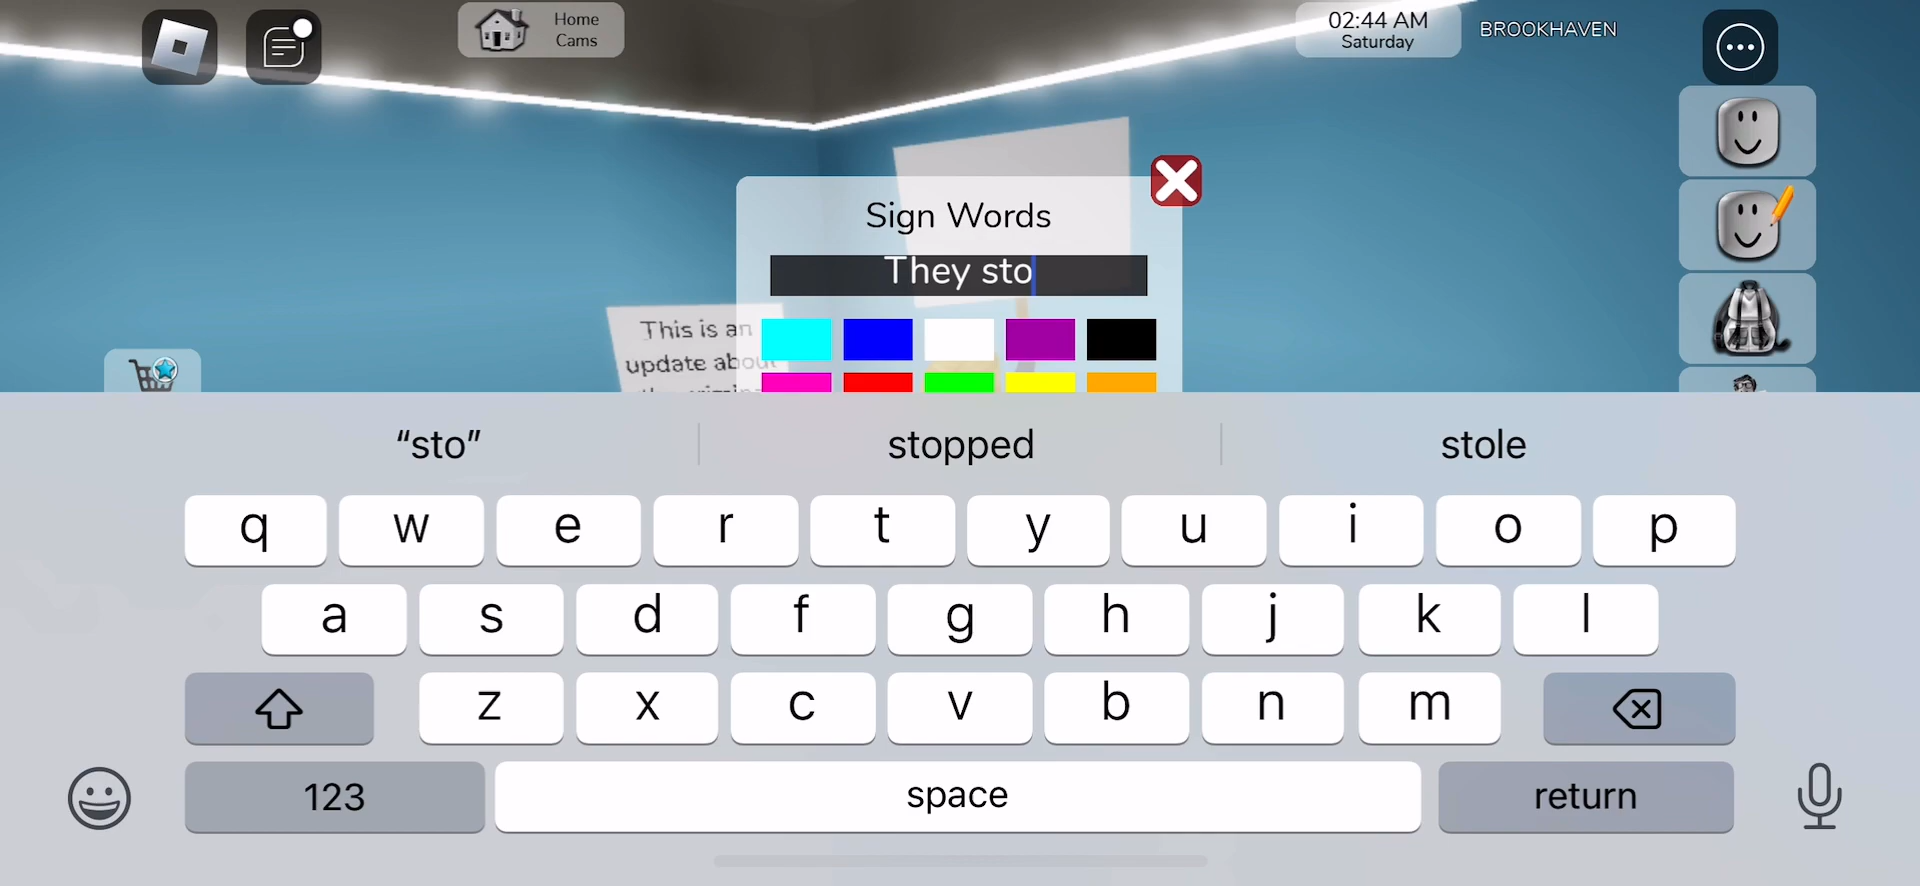 Home
Cams
02:44 AM
Saturday
BROOKHAVEN
Sign Words
They sto
This is an
update about
“sto”
stopped
stole
q w e r t y u i o p
a s d f g h j k l
z x c v b n m
123
space
return